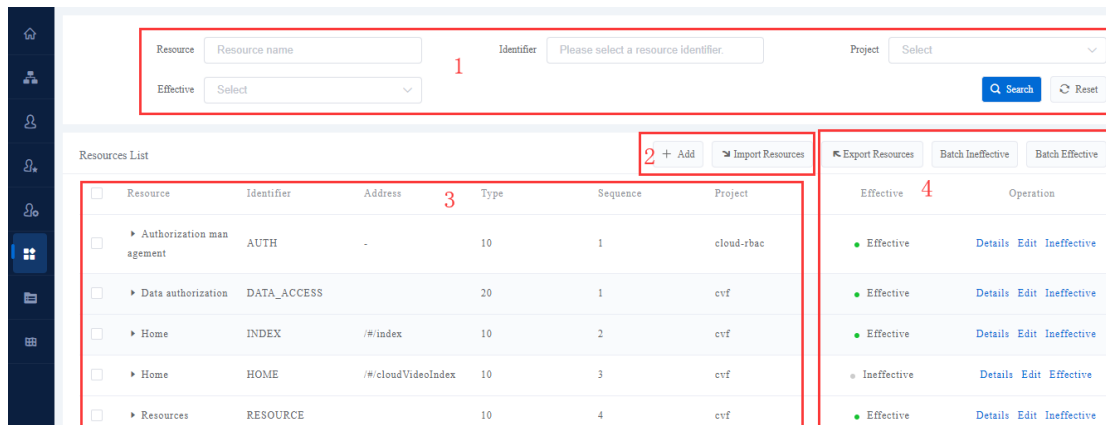 Resource Resource name Identifier Please select a resource identifier. Project Select
1
Effective Select Search Reset
Resources List 2 + Add Import Resources Export Resources Batch Ineffective Batch Effective
Resource Identifier Address 3 Type Sequence Project Effective 4 Operation
Authorization man
agement AUTH - 10 1 cloud-rbac Effective Details Edit Ineffective
Data authorization DATA_ACCESS 20 1 cvf Effective Details Edit Ineffective
Home INDEX /#/index 10 2 cvf Effective Details Edit Ineffective
Home HOME /#/cloudVideoIndex 10 3 cvf Ineffective Details Edit Effective
Resources RESOURCE 10 4 cvf Effective Details Edit Ineffective